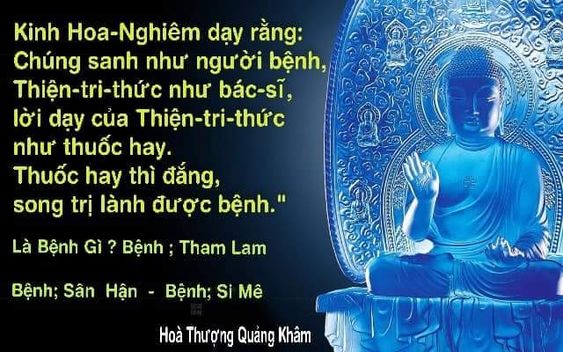 Kinh Hoa-Nghiêm dạy rằng:
Chúng sanh như người bệnh,
Thiện-tri-thức như bác-sĩ,
lời dạy của Thiện-tri-thức
như thuốc hay.
Thuốc hay thì đắng,
song trị lành được bệnh."
Là Bệnh Gì ? Bệnh ; Tham Lam
Bệnh; Sân Hận - Bệnh; Si Mê
Hoà Thượng Quảng Khâm